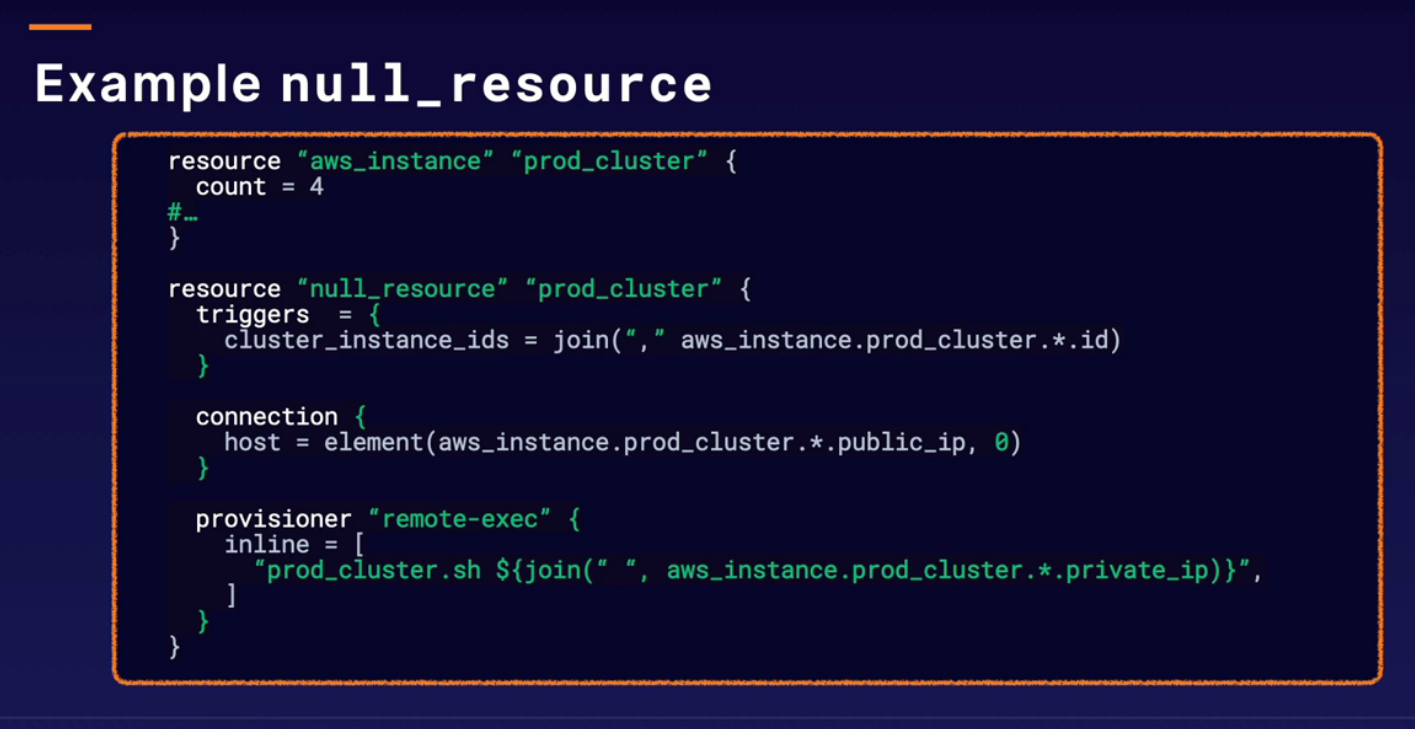 Example null_resource
resource “aws_instance” “prod_cluster” {
  count = 4
#…
}
resource “null_resource” “prod_cluster” {
  triggers  = {
    cluster_instance_ids = join(“,” aws_instance.prod_cluster.*.id)
  }
  connection {
    host = element(aws_instance.prod_cluster.*.public_ip, 0)
  }
  provisioner “remote-exec” {
    inline = [
      “prod_cluster.sh ${join(“ “, aws_instance.prod_cluster.*.private_ip)}”,
    ]
  }
}